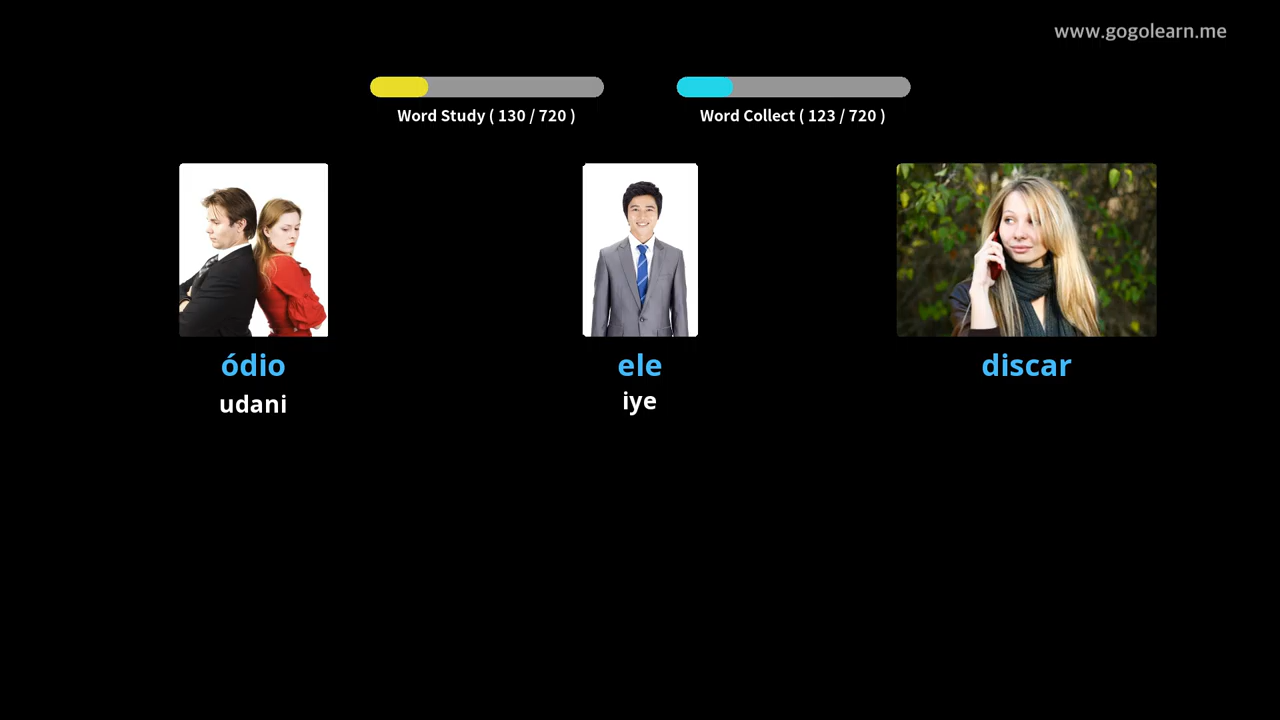 www.gogolearn.me
Word Study ( 130 / 720 )
Word Collect ( 123 / 720 )
ódio
ele
discar
udani
iye